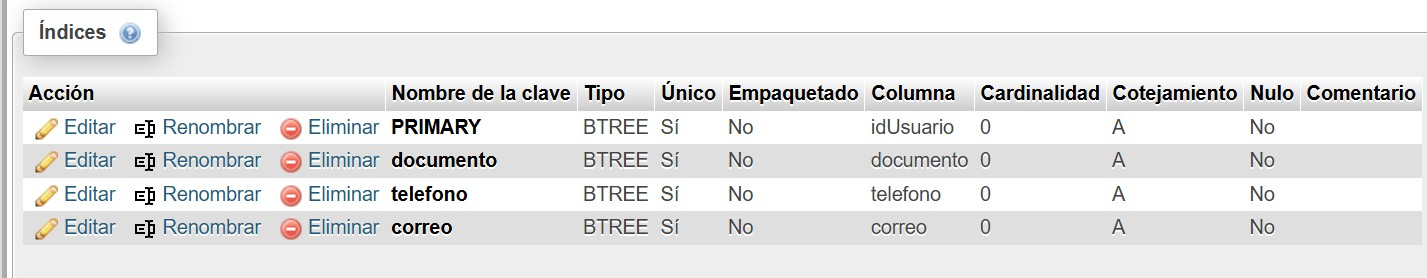 Índices
Acción Nombre de la clave Tipo Único Empaquetado Columna Cardinalidad Cotejamiento Nulo Comentario
Editar Renombrar Eliminar PRIMARY BTREE Sí No idUsuario 0 A No
Editar Renombrar Eliminar documento BTREE Sí No documento 0 A No
Editar Renombrar Eliminar telefono BTREE Sí No telefono 0 A No
Editar Renombrar Eliminar correo BTREE Sí No correo 0 A No